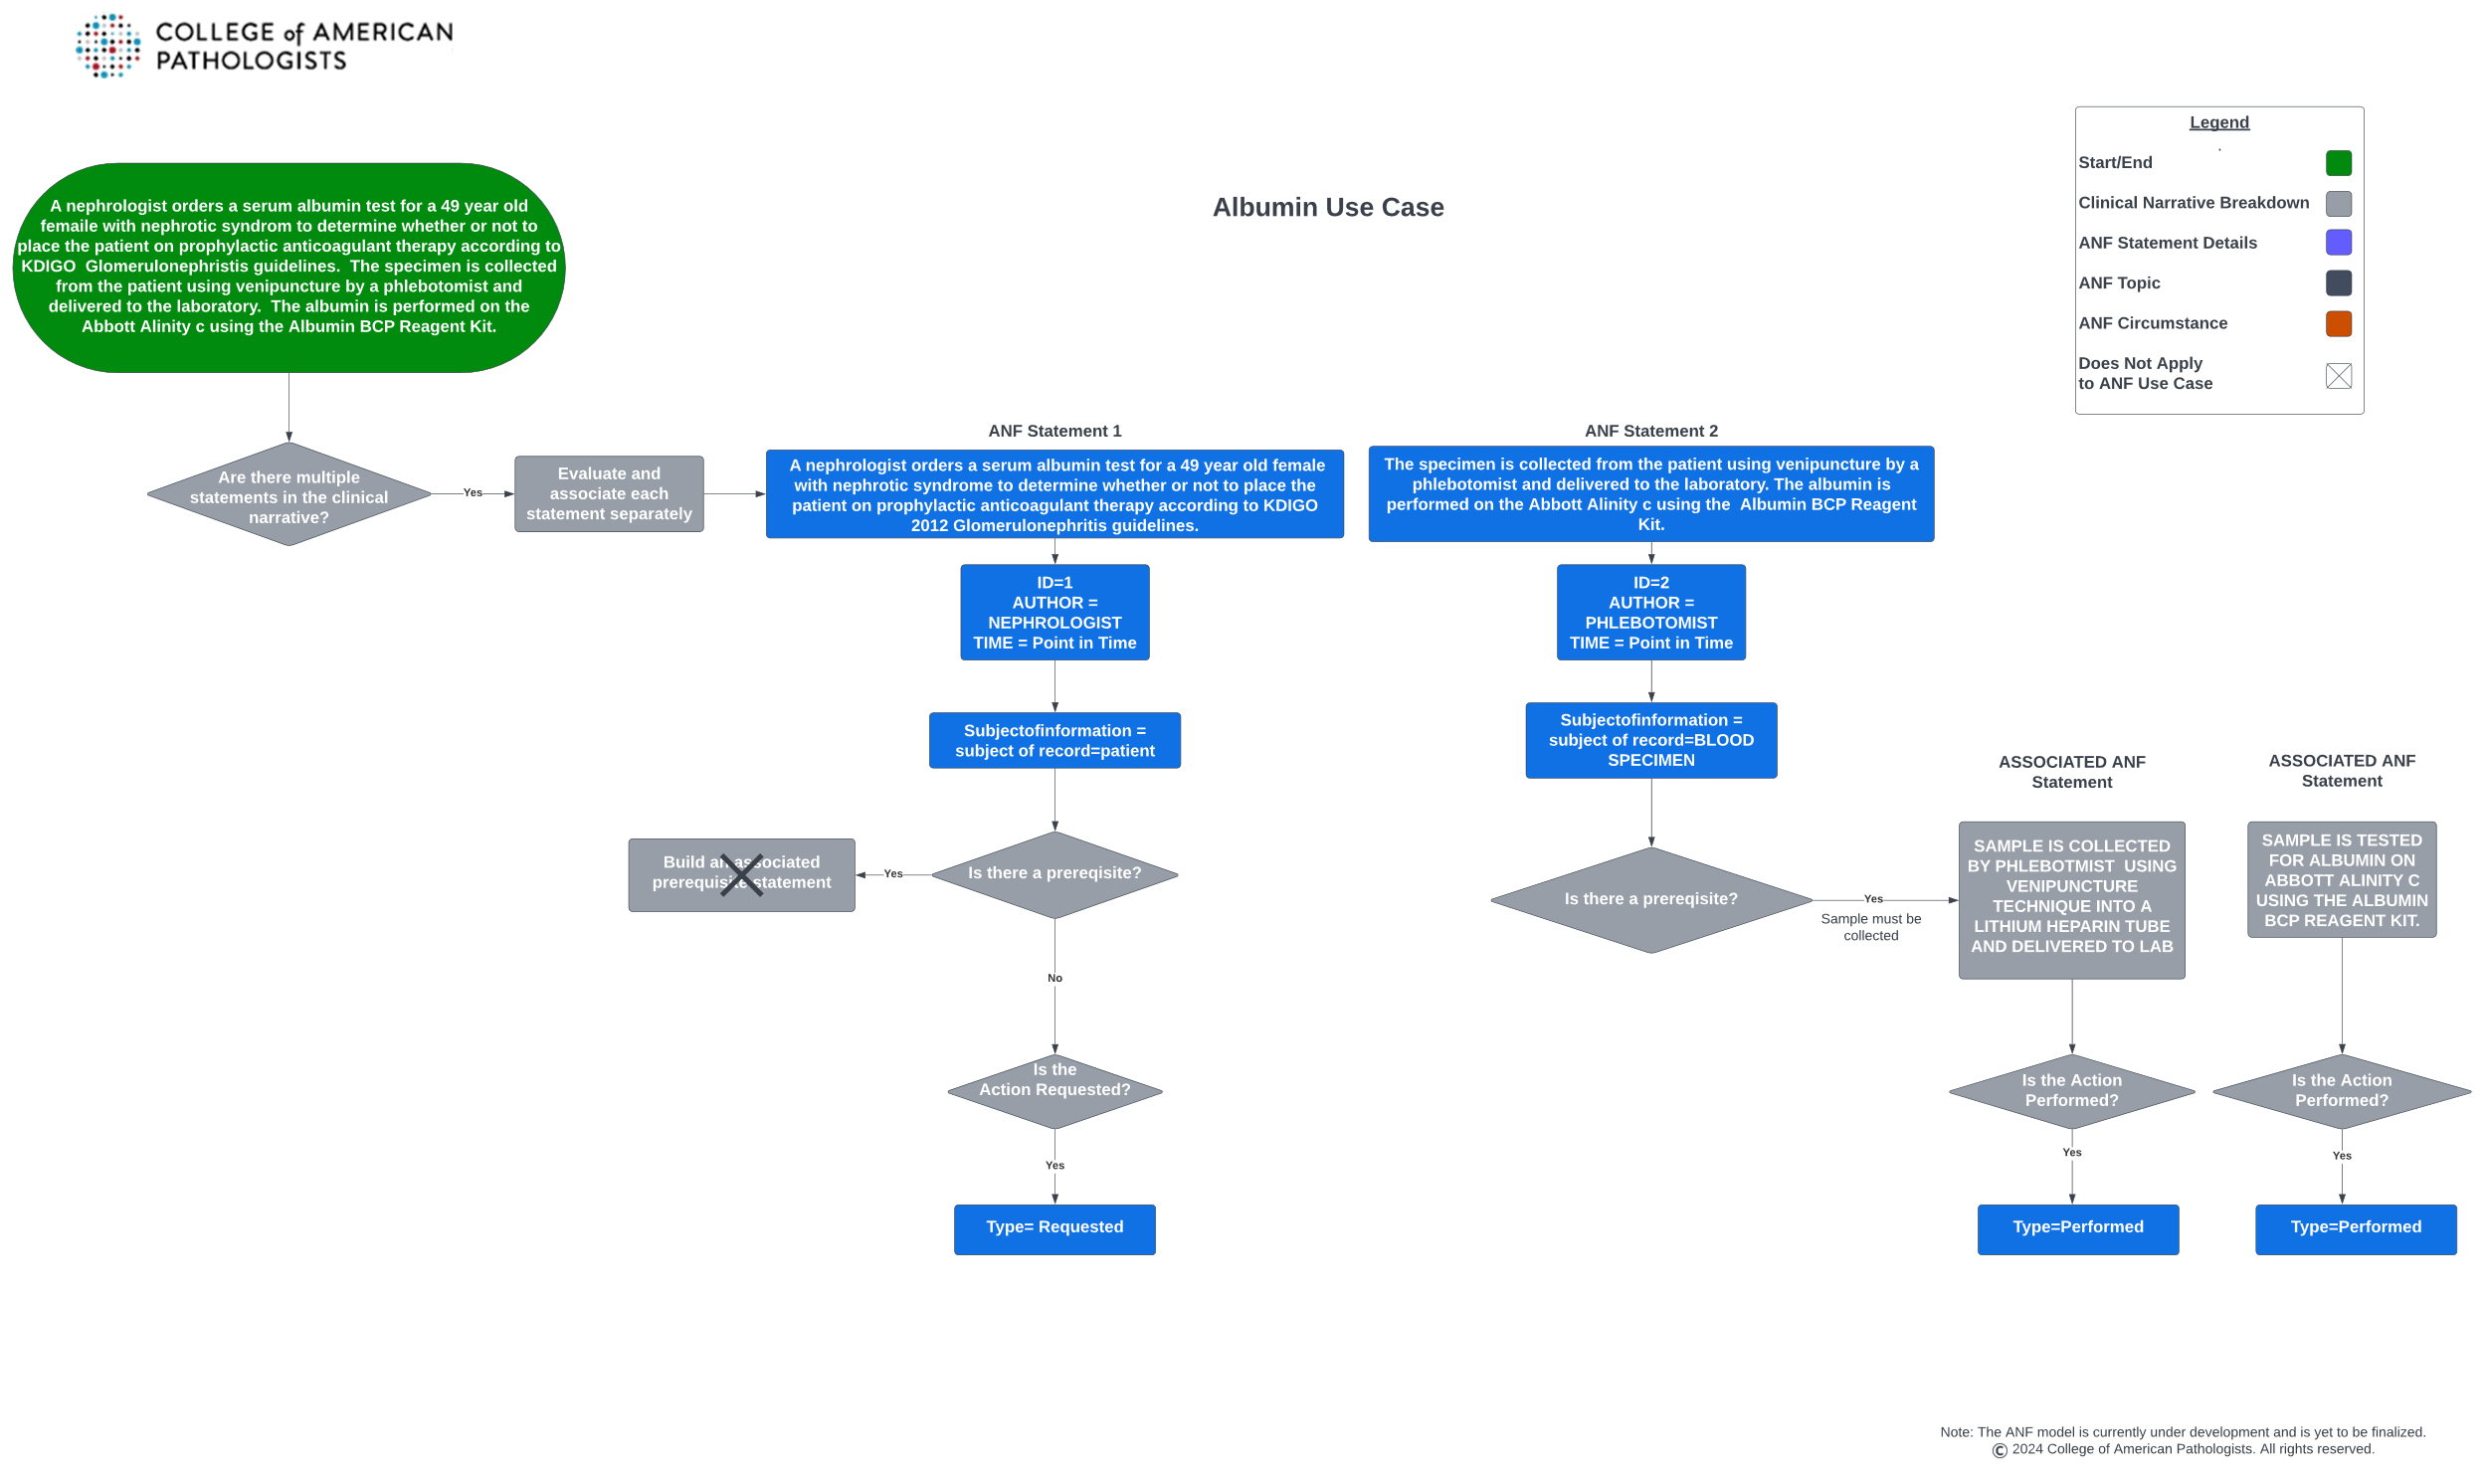 COLLEGE of AMERICAN
PATHOLOGISTS
Legend
.
Start/End
Clinical Narrative Breakdown
ANF Statement Details
ANF Topic
ANF Circumstance
Does Not Apply
to ANF Use Case
Albumin Use Case
A nephrologist orders a serum albumin test for a 49 year old
femaile with nephrotic syndrom to determine whether or not to
place the patient on prophylactic anticoagulant therapy according to
KDIGO  Glomerulonephristis guidelines.  The specimen is collected
from the patient using venipuncture by a phlebotomist and
delivered to the laboratory.  The albumin is performed on the
Abbott Alinity c using the Albumin BCP Reagent Kit.
Are there multiple
statements in the clinical
narrative?
Yes
Evaluate and
associate each
statement separately
ANF Statement 1
A nephrologist orders a serum albumin test for a 49 year old female
with nephrotic syndrome to determine whether or not to place the
patient on prophylactic anticoagulant therapy according to KDIGO
2012 Glomerulonephritis guidelines.
ID=1
AUTHOR =
NEPHROLOGIST
TIME = Point in Time
Subjectofinformation =
subject of record=patient
Is there a prereqisite?
Yes
Build an associated
prerequisite statement
No
Is the
Action Requested?
Yes
Type= Requested
ANF Statement 2
The specimen is collected from the patient using venipuncture by a
phlebotomist and delivered to the laboratory. The albumin is
performed on the Abbott Alinity c using the  Albumin BCP Reagent
Kit.
ID=2
AUTHOR =
PHLEBOTOMIST
TIME = Point in Time
Subjectofinformation =
subject of record=BLOOD
SPECIMEN
Is there a prereqisite?
Yes
Sample must be
collected
ASSOCIATED ANF
Statement
SAMPLE IS COLLECTED
BY PHLEBOTMIST  USING
VENIPUNCTURE
TECHNIQUE INTO A
LITHIUM HEPARIN TUBE
AND DELIVERED TO LAB
Is the Action
Performed?
Yes
Type=Performed
ASSOCIATED ANF
Statement
SAMPLE IS TESTED
FOR ALBUMIN ON
ABBOTT ALINITY C
USING THE ALBUMIN
BCP REAGENT KIT.
Is the Action
Performed?
Yes
Type=Performed
Note: The ANF model is currently under development and is yet to be finalized.
© 2024 College of American Pathologists. All rights reserved.